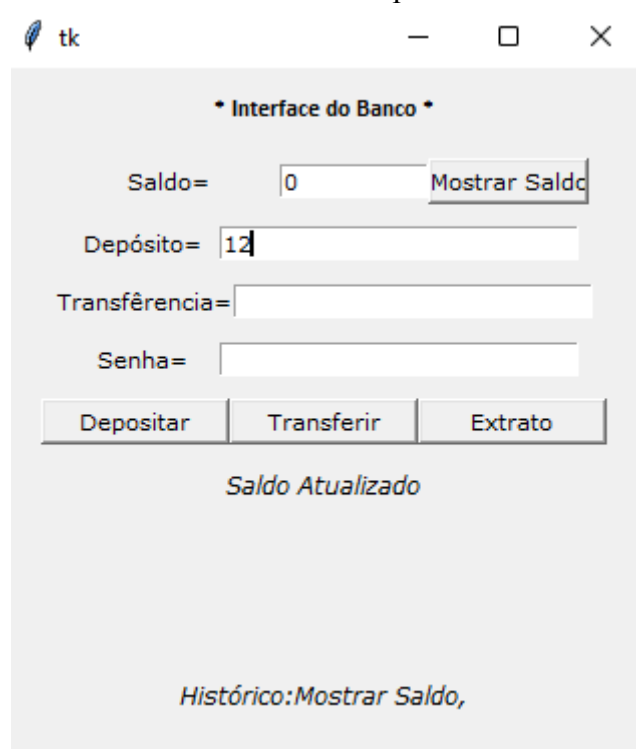 tk
* Interface do Banco *
Saldo= 0 Mostrar Saldo
Depósito= 12
Transfêrencia=
Senha=
Depositar Transferir Extrato
Saldo Atualizado
Histórico:Mostrar Saldo,